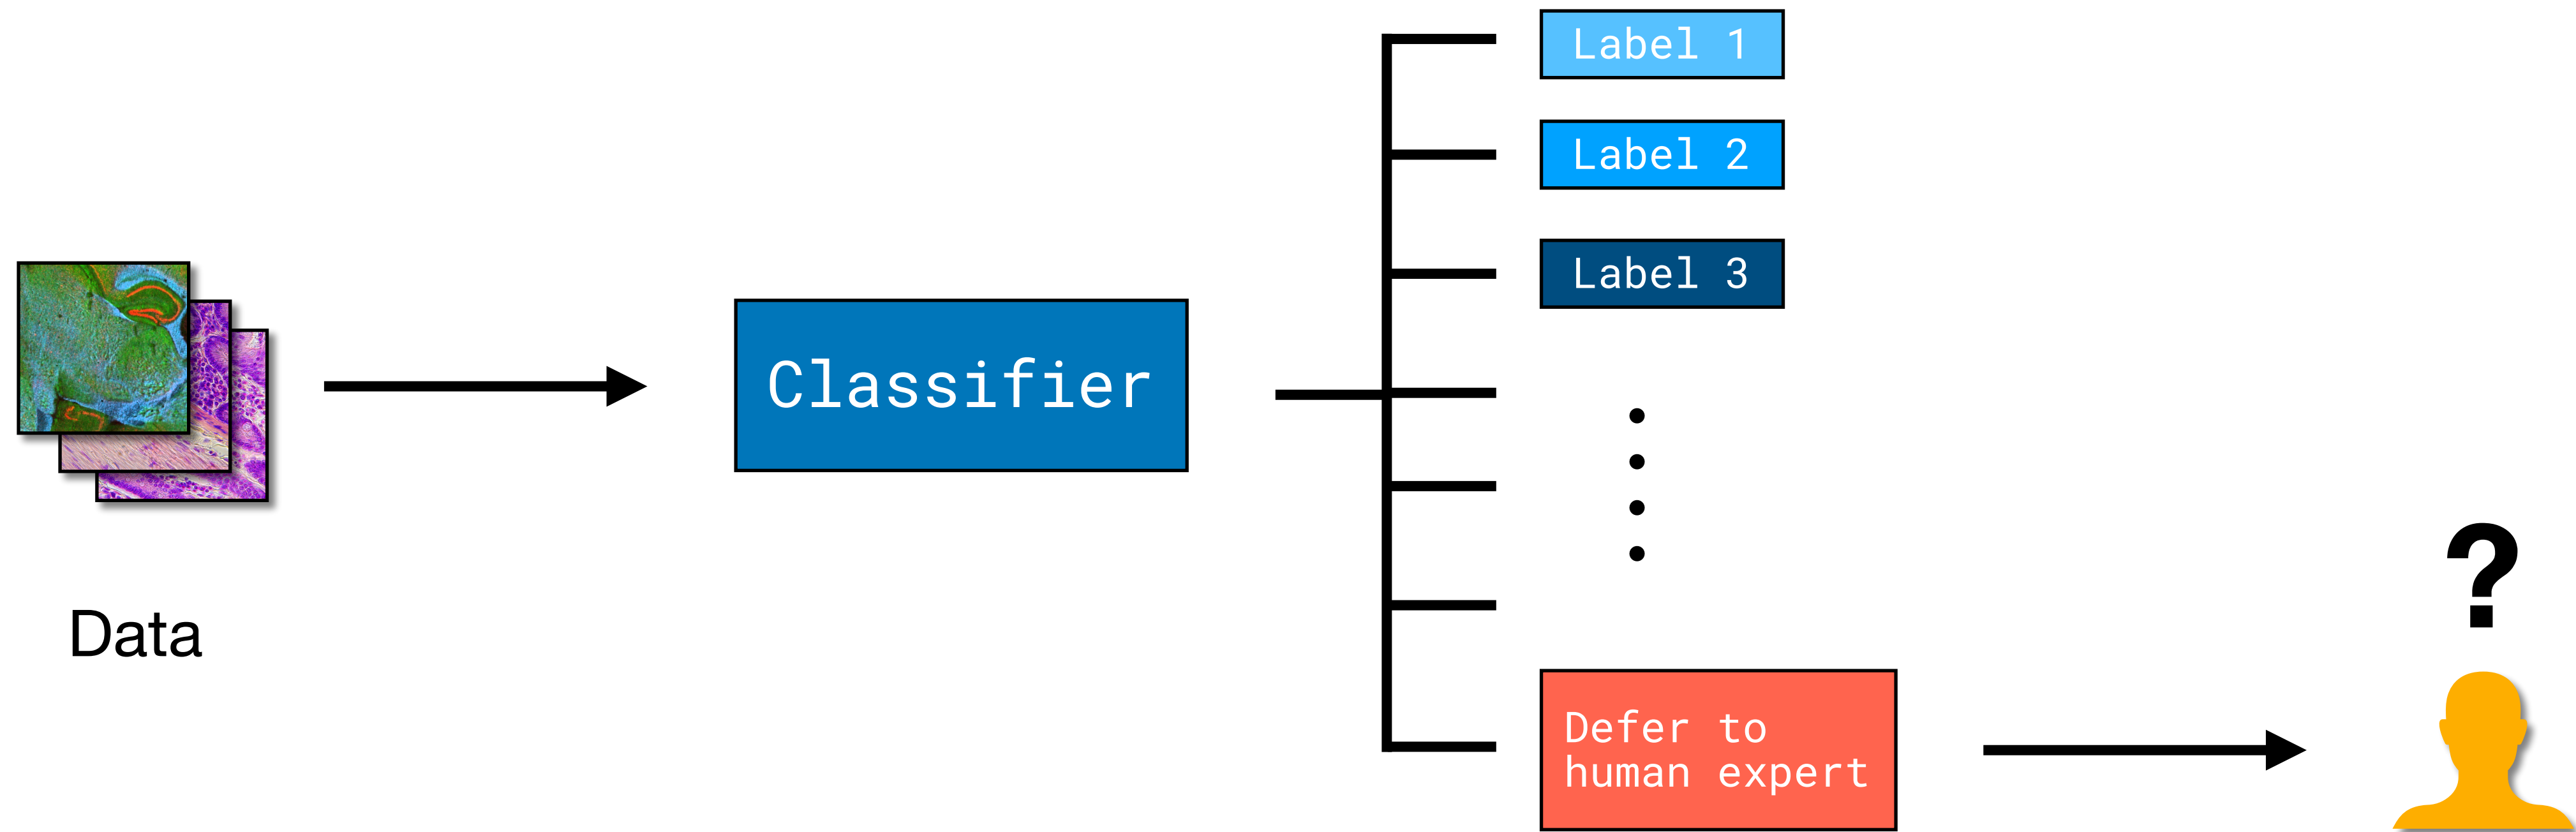 Label 1
Label 2
Label 3
Classifier
?
Data
Defer to
human expert